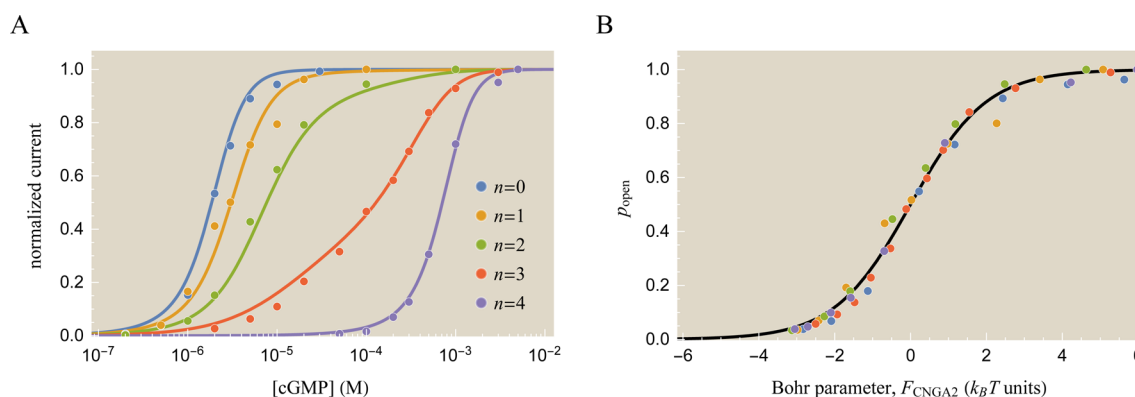 A
B
normalized current
1.0
0.8
0.6
0.4
0.2
0.0
n=0
n=1
n=2
n=3
n=4
10⁻⁷
10⁻⁶
10⁻⁵
10⁻⁴
10⁻³
10⁻²
[cGMP] (M)
p_open
1.0
0.8
0.6
0.4
0.2
0.0
-6
-4
-2
0
2
4
6
Bohr parameter, F_CNGA2 (k_BT units)